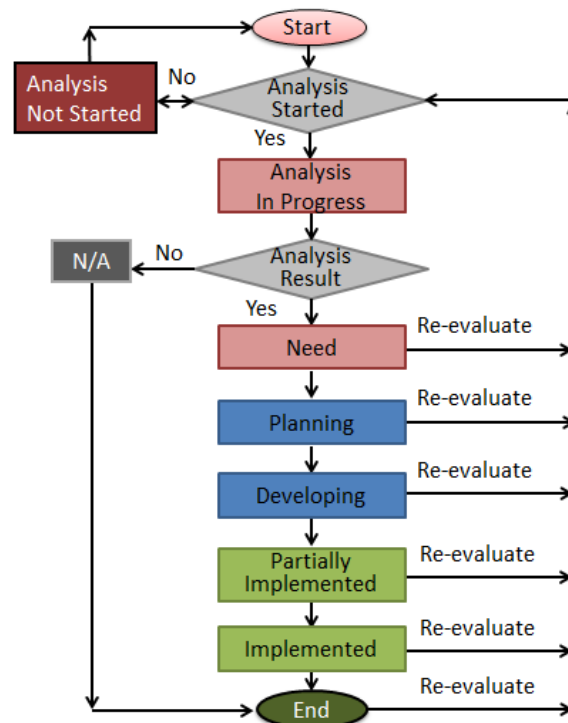 Start
Analysis
Not Started
No
Analysis
Started
Yes
Analysis
In Progress
N/A
No
Analysis
Result
Yes
Need
Re-evaluate
Planning
Re-evaluate
Developing
Re-evaluate
Partially
Implemented
Re-evaluate
Implemented
Re-evaluate
End
Re-evaluate